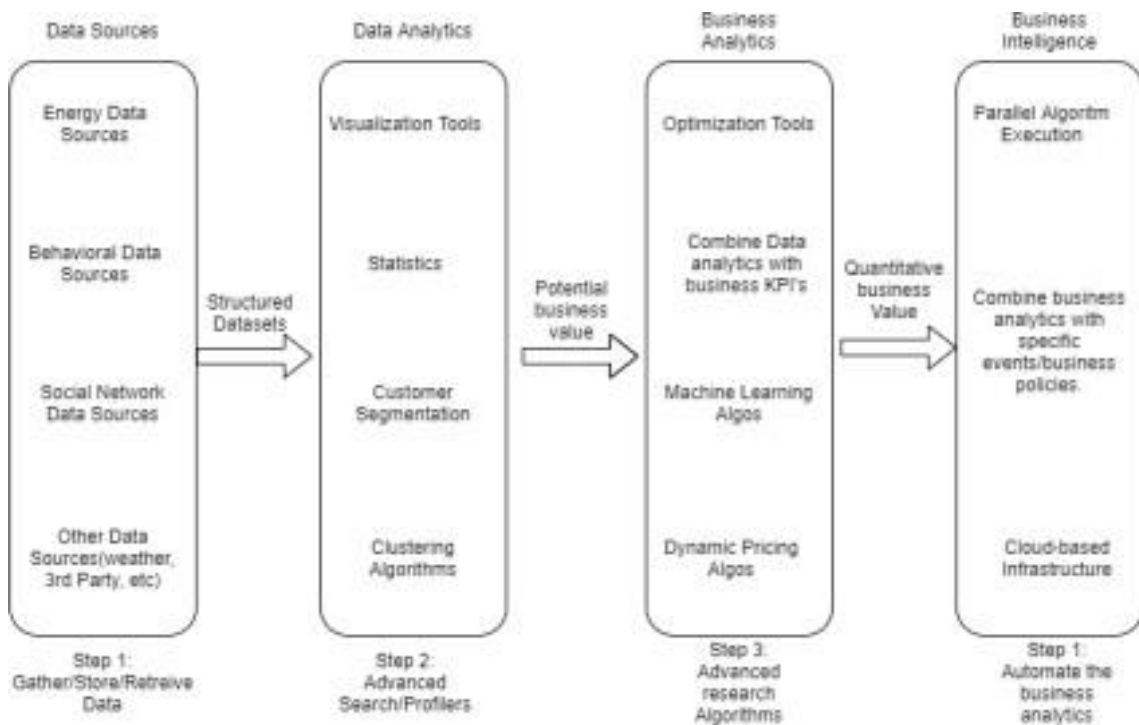 Data Sources
Energy Data
Sources
Behavioral Data
Sources
Social Network
Data Sources
Other Data
Sources(weather,
3rd Party, etc)
Step 1:
Gather/Store/Retreive
Data
Structured
Datasets
Data Analytics
Visualization Tools
Statistics
Customer
Segmentation
Clustering
Algorithms
Step 2:
Advanced
Search/Profilers
Potential
business
value
Business
Analytics
Optimization Tools
Combine Data
analytics with
business KPI's
Machine Learning
Algos
Dynamic Pricing
Algos
Step 3:
Advanced
research
Algorithms
Quantitative
business
Value
Business
Intelligence
Parallel Algoritm
Execution
Combine business
analytics with
specific
events/business
policies.
Cloud-based
Infrastructure
Step 1:
Automate the
business
analytics